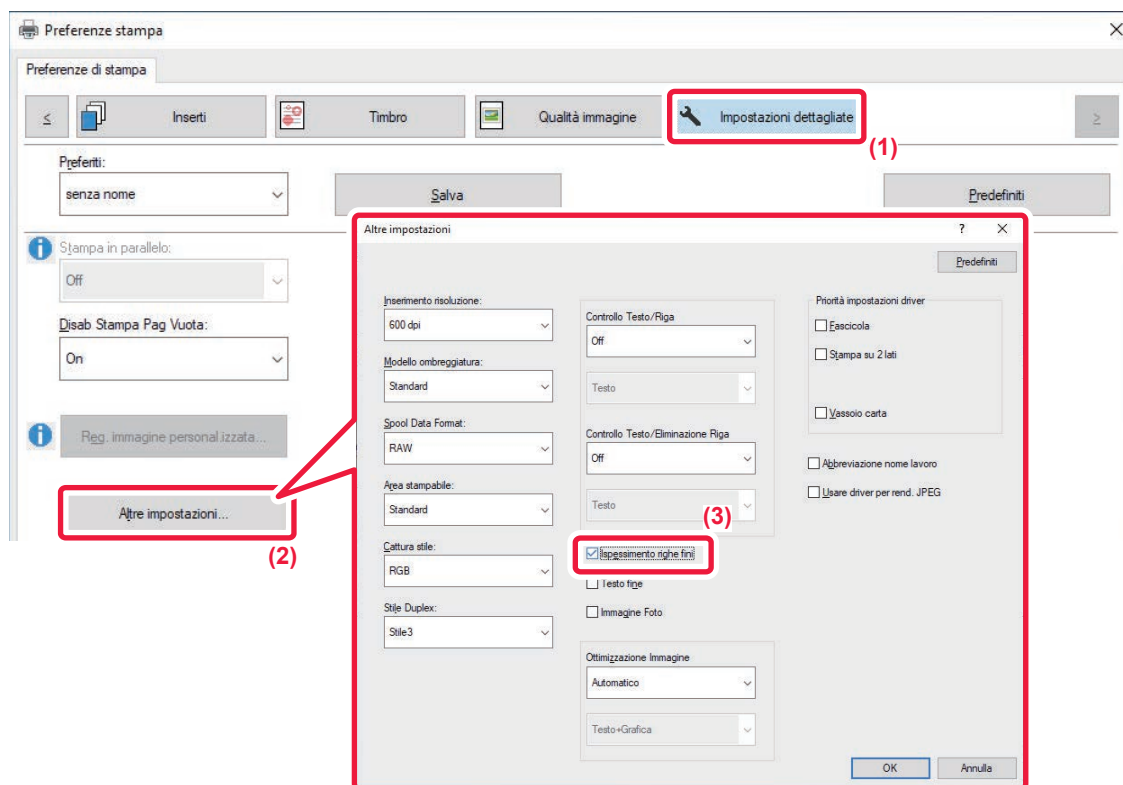 Preferenze stampa
Preferenze di stampa
≤ Inserti Timbro Qualità immagine Impostazioni dettagliate ≥
(1)
Preferiti:
senza nome
Salva
Predefiniti
Stampa in parallelo:
Off
Disab Stampa Pag Vuota:
On
Reg. immagine personal.izzata...
Altre impostazioni...
(2)
Altre impostazioni ?
Predefiniti
Inserimento risoluzione:
600 dpi
Modello ombreggiatura:
Standard
Spool Data Format:
RAW
Area stampabile:
Standard
Cattura stile:
RGB
Stile Duplex:
Stile3
Controllo Testo/Riga
Off
Testo
Controllo Testo/Eliminazione Riga
Off
Testo
(3)
Ispessimento righe fini
Testo fine
Immagine Foto
Ottimizzazione Immagine
Automatico
Testo+Grafica
Priorità impostazioni driver
Fascicola
Stampa su 2 lati
Vassoio carta
Abbreviazione nome lavoro
Usare driver per rend. JPEG
OK Annulla